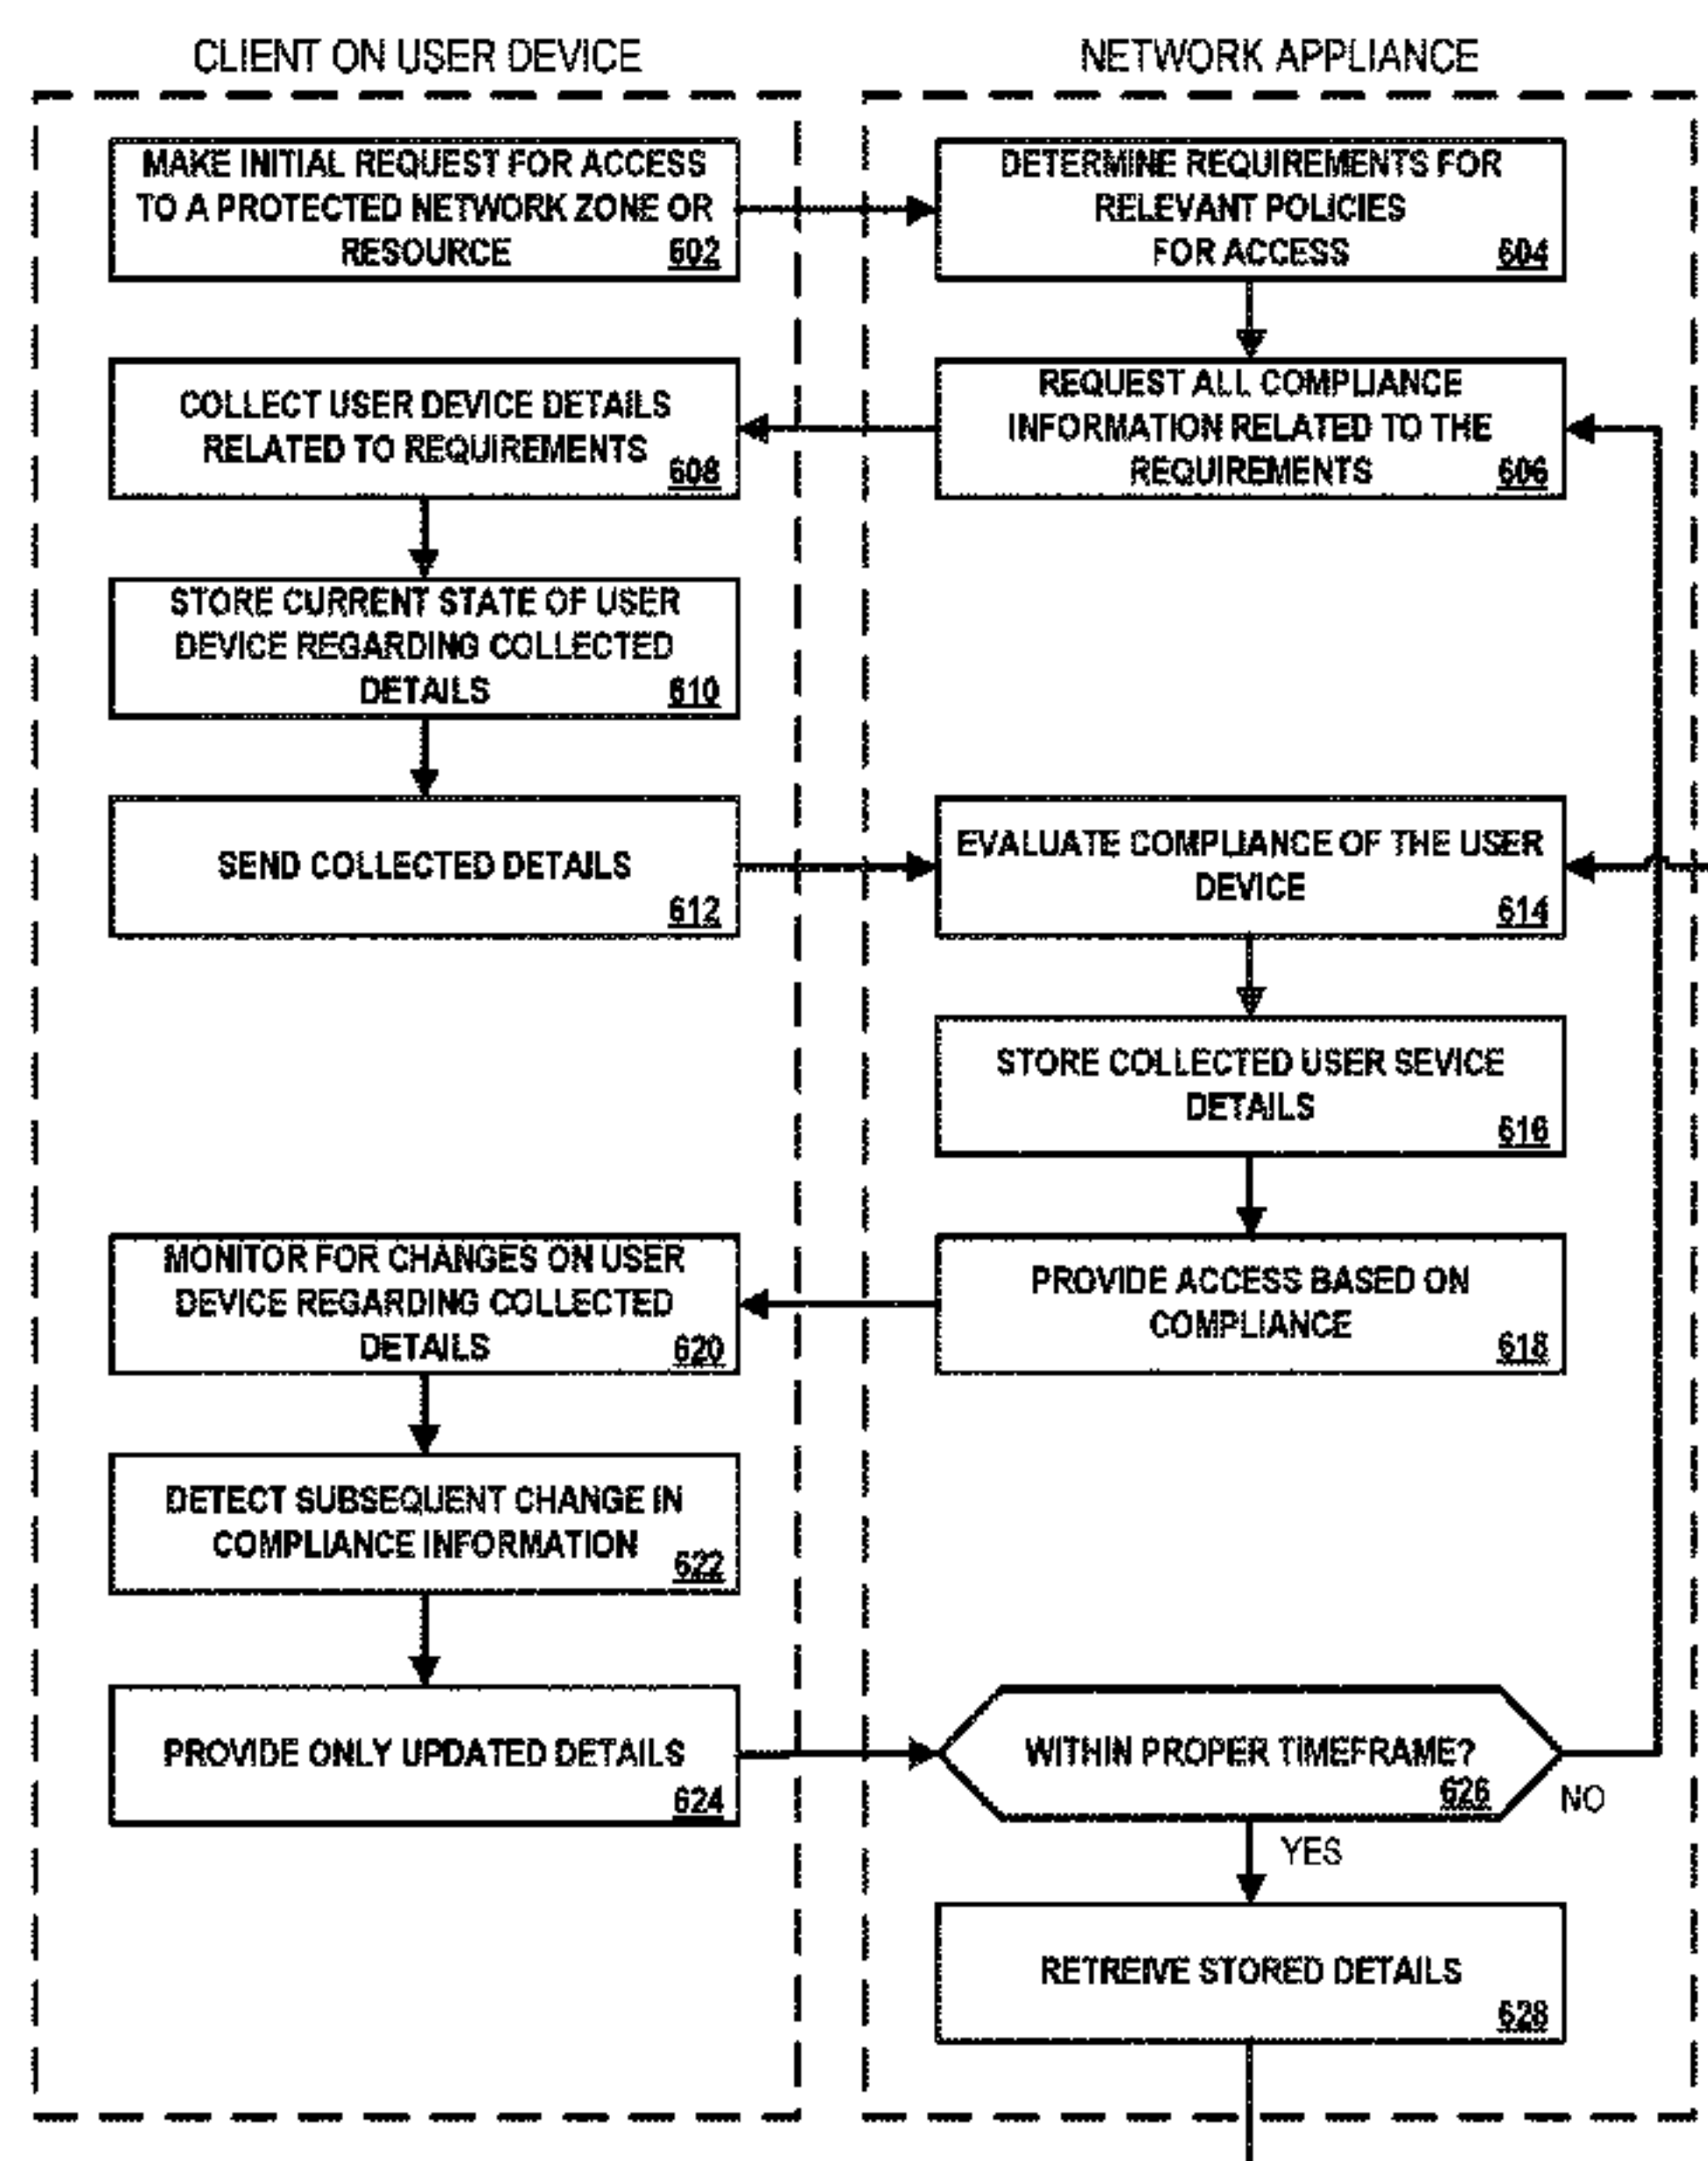 CLIENT ON USER DEVICE
NETWORK APPLIANCE
MAKE INITIAL REQUEST FOR ACCESS
TO A PROTECTED NETWORK ZONE OR
RESOURCE
602
DETERMINE REQUIREMENTS FOR
RELEVANT POLICIES
FOR ACCESS
604
REQUEST ALL COMPLIANCE
INFORMATION RELATED TO THE
REQUIREMENTS
606
COLLECT USER DEVICE DETAILS
RELATED TO REQUIREMENTS
608
STORE CURRENT STATE OF USER
DEVICE REGARDING COLLECTED
DETAILS
610
SEND COLLECTED DETAILS
612
EVALUATE COMPLIANCE OF THE USER
DEVICE
614
STORE COLLECTED USER SEVICE
DETAILS
616
PROVIDE ACCESS BASED ON
COMPLIANCE
618
MONITOR FOR CHANGES ON USER
DEVICE REGARDING COLLECTED
DETAILS
620
DETECT SUBSEQUENT CHANGE IN
COMPLIANCE INFORMATION
622
PROVIDE ONLY UPDATED DETAILS
624
WITHIN PROPER TIMEFRAME?
626
NO
YES
RETREIVE STORED DETAILS
628